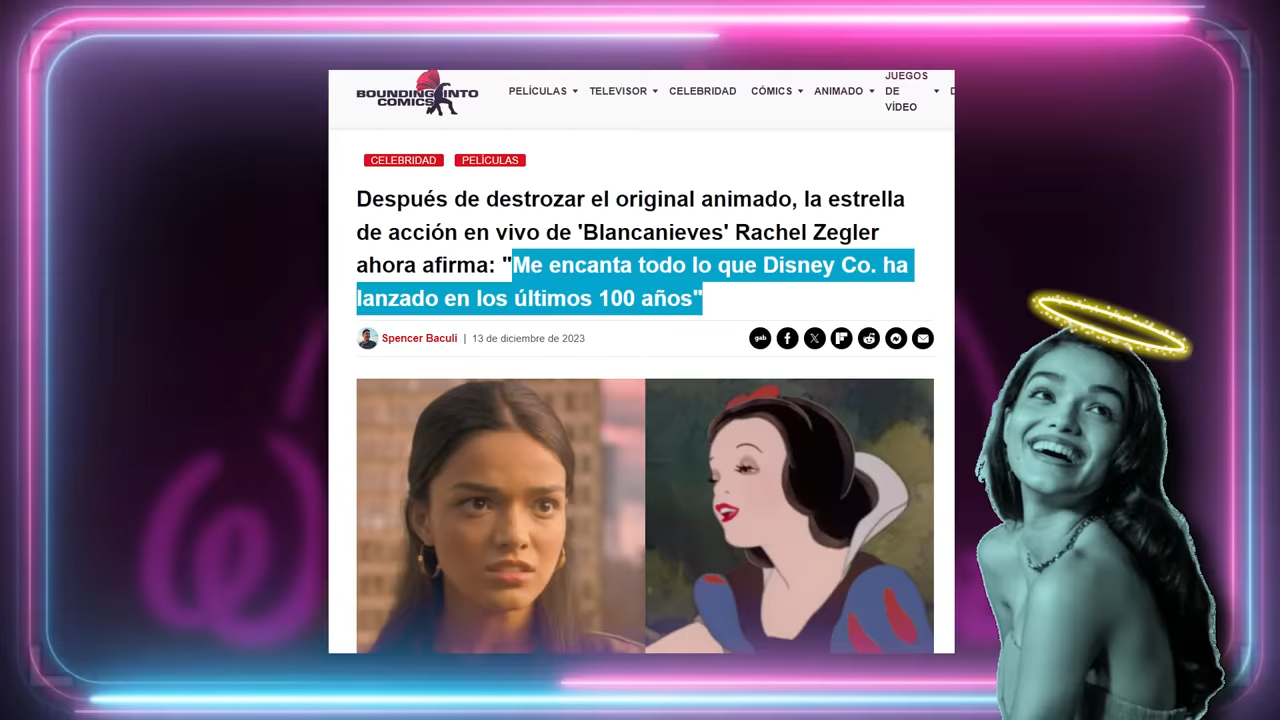 BOUNDING INTO
COMICS
PELÍCULAS
TELEVISOR
CELEBRIDAD
CÓMICS
ANIMADO
JUEGOS
DE
VÍDEO
CELEBRIDAD
PELÍCULAS
Después de destrozar el original animado, la estrella
de acción en vivo de 'Blancanieves' Rachel Zegler
ahora afirma: "Me encanta todo lo que Disney Co. ha
lanzado en los últimos 100 años"
Spencer Baculi | 13 de diciembre de 2023
gab